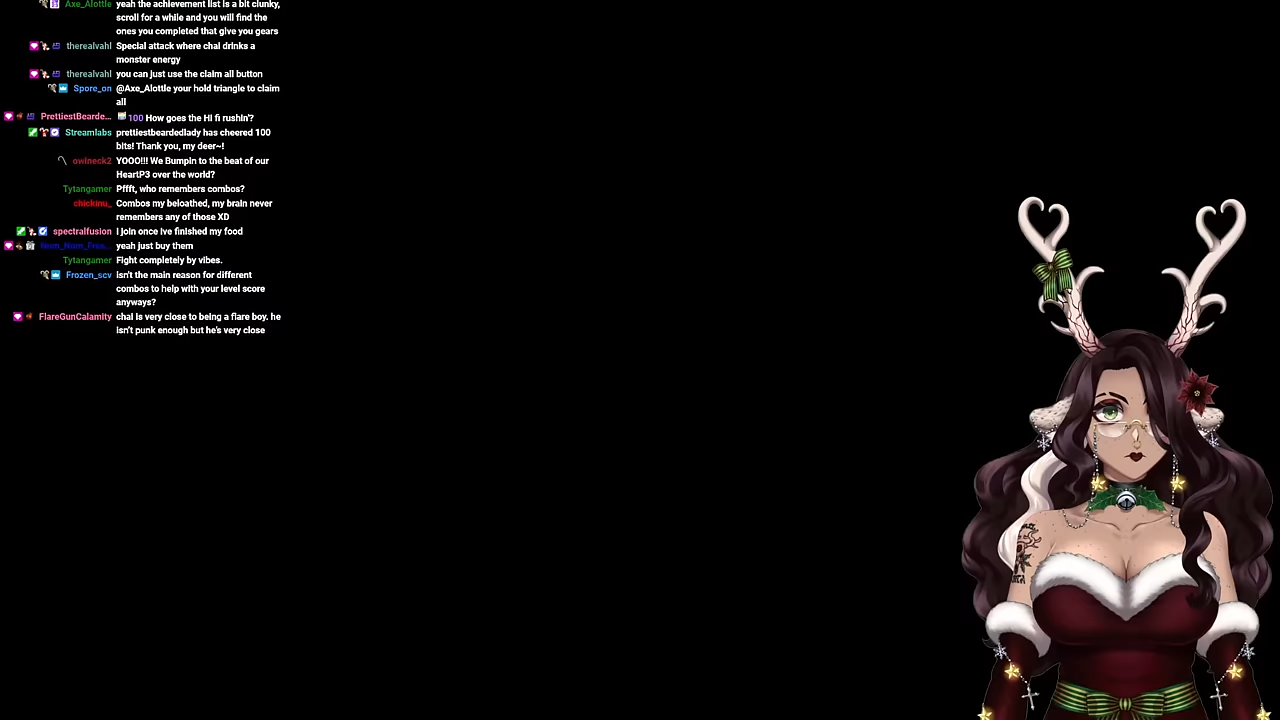 Axe_Alottle yeah the achievement list is a bit clunky,
scroll for a while and you will find the
ones you completed that give you gears
therealvahl Special attack where chai drinks a
monster energy
therealvahl you can just use the claim all button
Spore_on @Axe_Alottle your hold triangle to claim
all
PrettiestBearde... 100 How goes the Hi fi rushin'?
Streamlabs prettiestbeardedlady has cheered 100
bits! Thank you, my deer~!
owineck2 YOOO!!! We Bumpin to the beat of our
HeartP3 over the world?
Tytangamer Pffft, who remembers combos?
chickinu_ Combos my beloathed, my brain never
remembers any of those XD
spectralfusion I join once ive finished my food
yeah just buy them
Tytangamer Fight completely by vibes.
Frozen_scv Isn't the main reason for different
combos to help with your level score
anyways?
FlareGunCalamity chai is very close to being a flare boy. he
isn't punk enough but he's very close